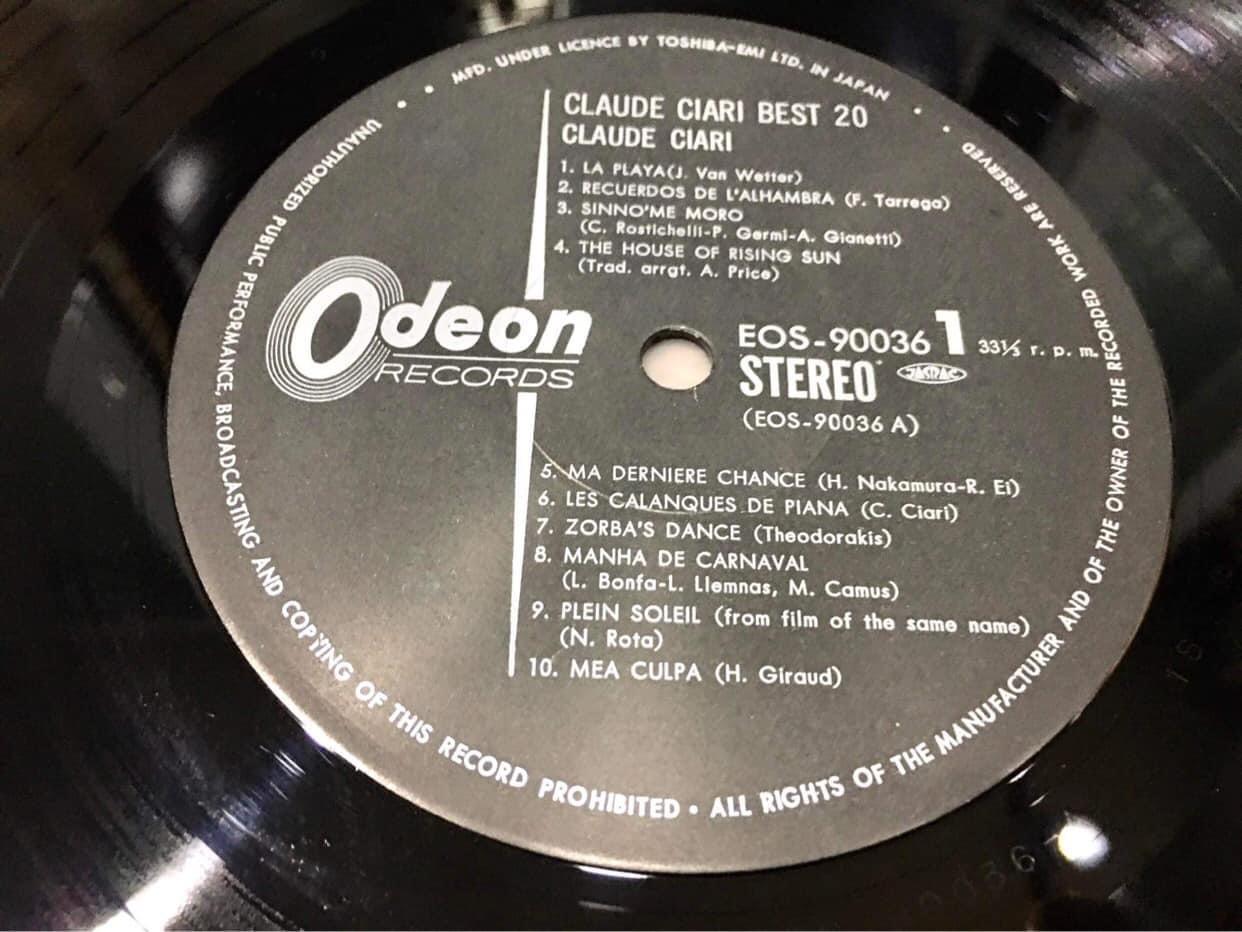 MFD. UNDER LICENCE BY TOSHIBA-EMI LTD. IN JAPAN
CLAUDE CIARI BEST 20
CLAUDE CIARI
1. LA PLAYA(J. Van Wetter)
2. RECUERDOS DE L'ALHAMBRA (F. Tarrega)
3. SINNO'ME MORO
(C. Rostichelli-P. Germi-A. Gianetti)
4. THE HOUSE OF RISING SUN
(Trad. arrgt. A. Price)
Odeon
RECORDS
EOS-90036 1 33⅓ r. p. m.
STEREO JASRAC
(EOS-90036 A)
5. MA DERNIERE CHANCE (H. Nakamura-R. Ei)
6. LES CALANQUES DE PIANA (C. Ciari)
7. ZORBA'S DANCE (Theodorakis)
8. MANHA DE CARNAVAL
(L. Bonfa-L. Llemnas, M. Camus)
9. PLEIN SOLEIL (from film of the same name)
(N. Rota)
10. MEA CULPA (H. Giraud)
UNAUTHORIZED PUBLIC PERFORMANCE, BROADCASTING AND COPYING OF THIS RECORD PROHIBITED • ALL RIGHTS OF THE MANUFACTURER AND OF THE OWNER OF THE RECORDED WORK ARE RESERVED